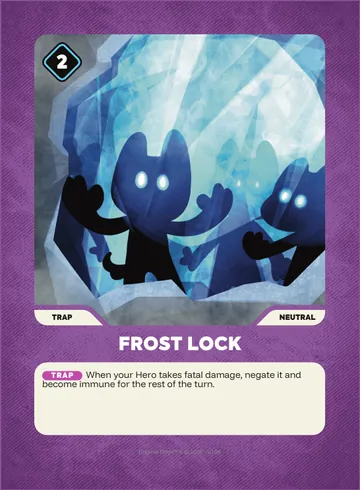 2
TRAP
NEUTRAL
FROST LOCK
TRAP When your Hero takes fatal damage, negate it and
become immune for the rest of the turn.